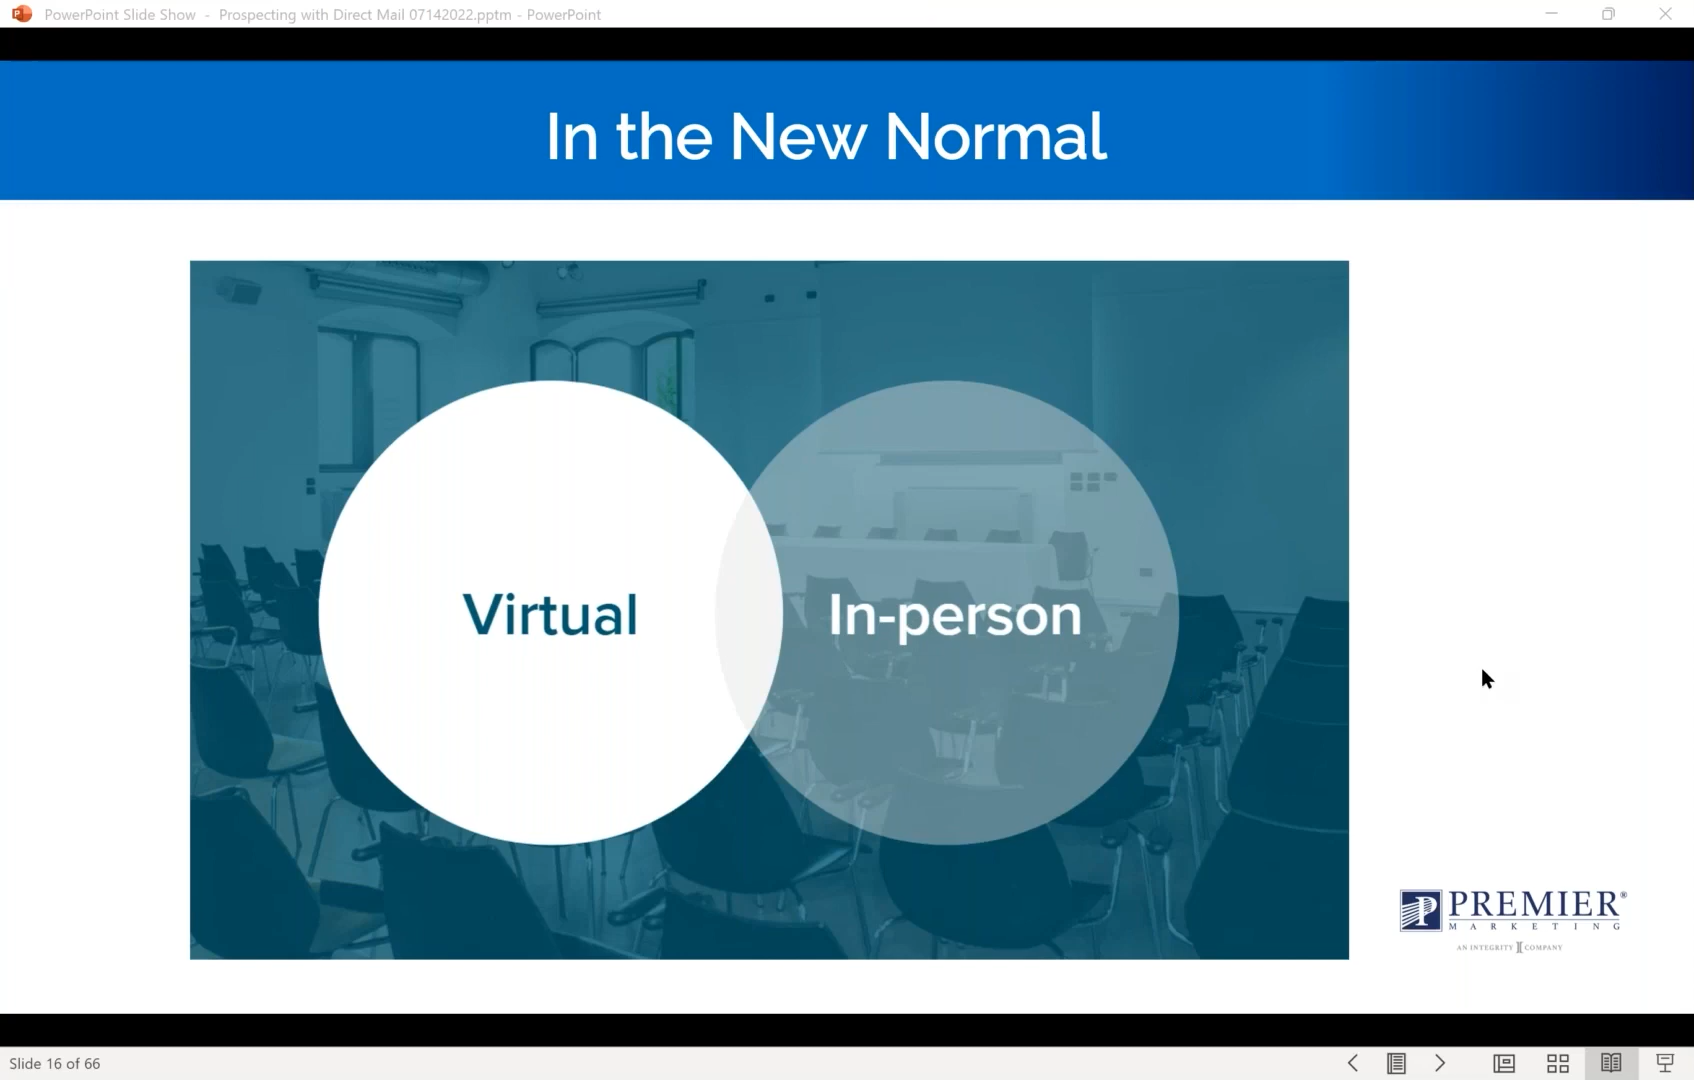 PowerPoint Slide Show - Prospecting with Direct Mail 07142022.pptm - PowerPoint
In the New Normal
Virtual
In-person
PREMIER®
MARKETING
AN INTEGRITY COMPANY
Slide 16 of 66